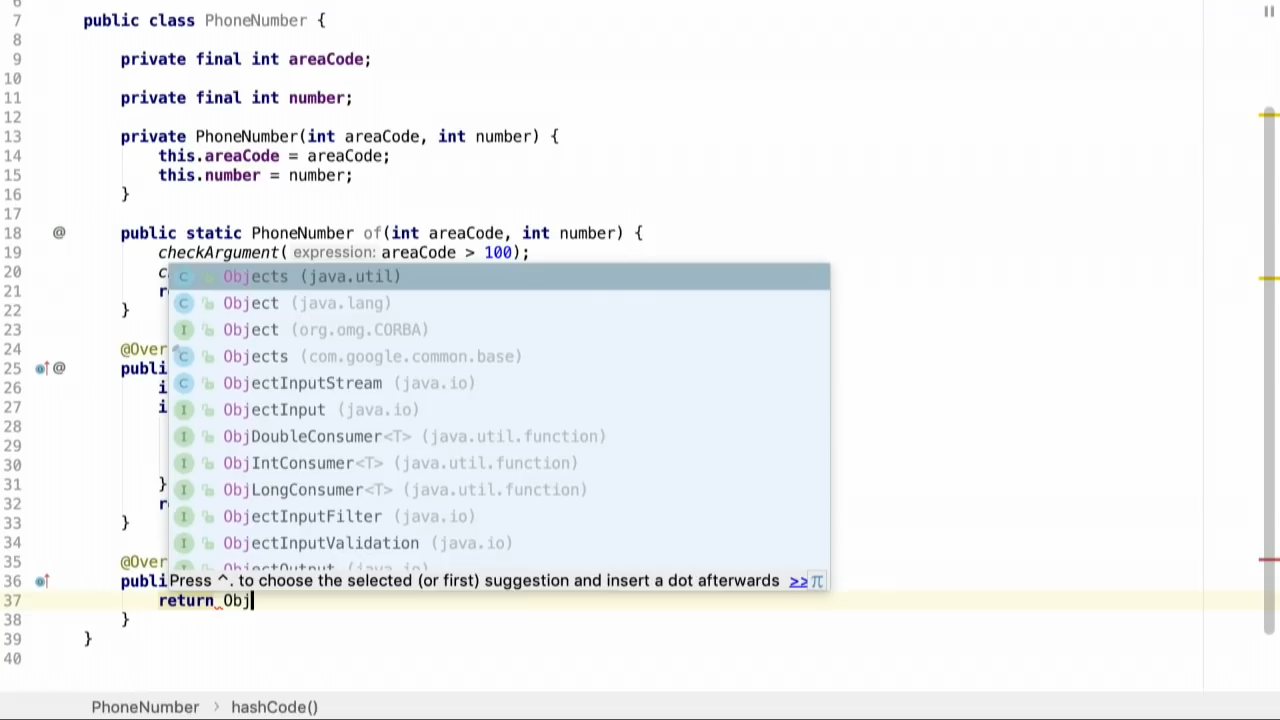 6
7 public class PhoneNumber {
8
9 private final int areaCode;
10
11 private final int number;
12
13 private PhoneNumber(int areaCode, int number) {
14 this.areaCode = areaCode;
15 this.number = number;
16 }
17
18 @ public static PhoneNumber of(int areaCode, int number) {
19 checkArgument( expression: areaCode > 100);
20 c
C Objects (java.util)
21 r
C Object (java.lang)
22 }
23
I Object (org.omg.CORBA)
24 @Over
C Objects (com.google.common.base)
25 @ publi
26 i
C ObjectInputStream (java.io)
27 i
I ObjectInput (java.io)
28
I ObjDoubleConsumer<T> (java.util.function)
29
30
I ObjIntConsumer<T> (java.util.function)
31 }
I ObjLongConsumer<T> (java.util.function)
32 r
33 }
I ObjectInputFilter (java.io)
34
I ObjectInputValidation (java.io)
35 @Over
ObjectOutput (java.io)
36 publi
Press ^. to choose the selected (or first) suggestion and insert a dot afterwards >> π
37 return Obj
38 }
39 }
40
PhoneNumber › hashCode()